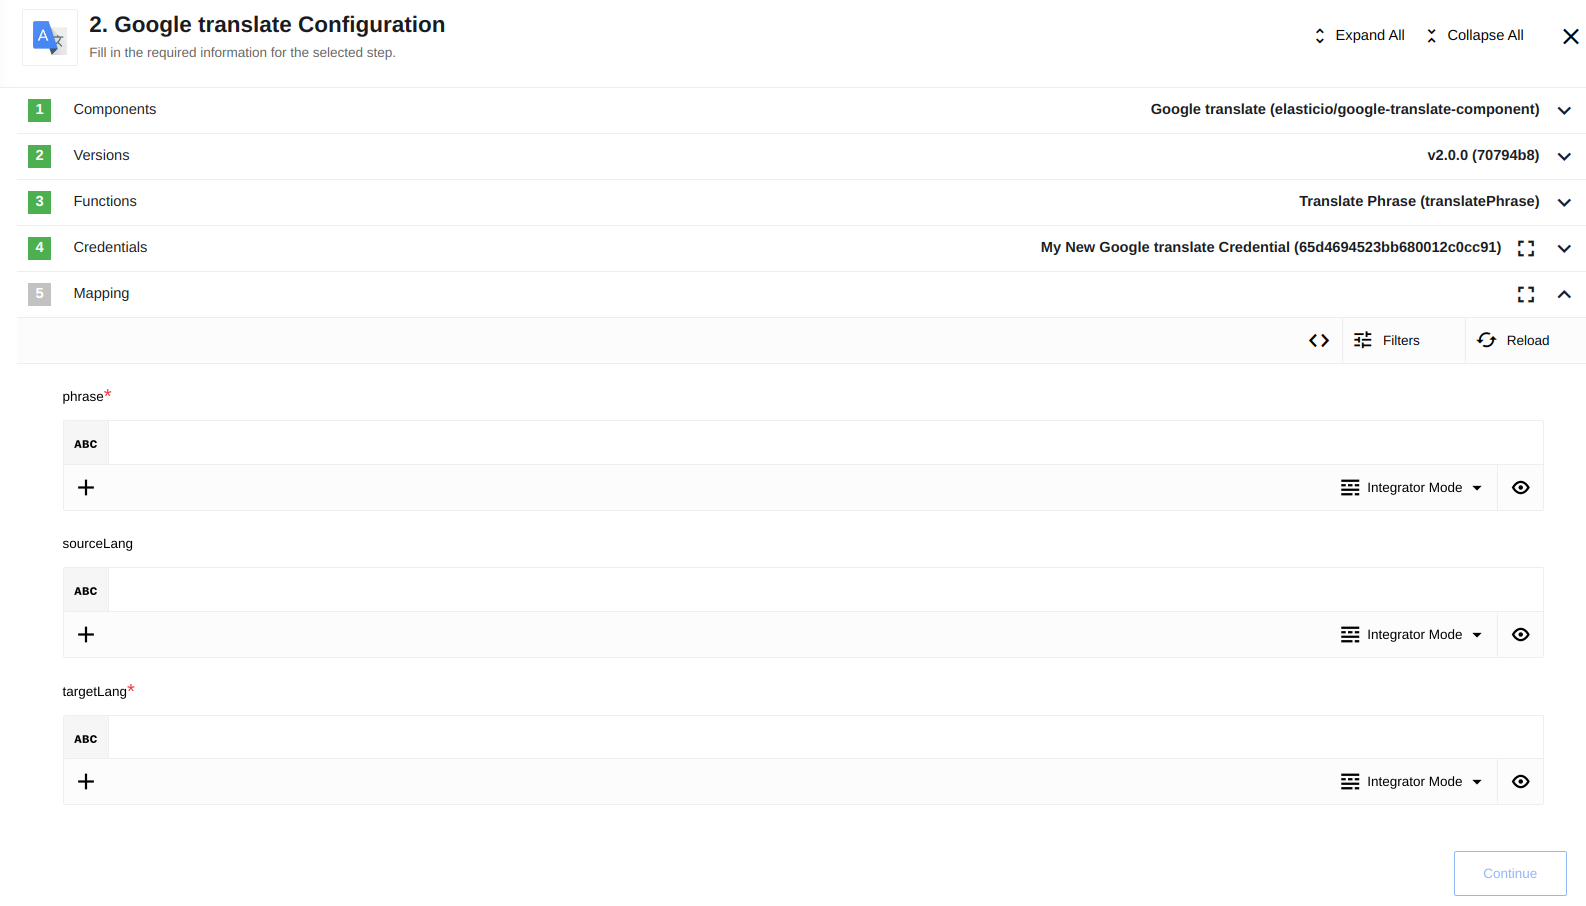 2. Google translate Configuration
Fill in the required information for the selected step.
Expand All
Collapse All
1 Components Google translate (elasticio/google-translate-component)
2 Versions v2.0.0 (70794b8)
3 Functions Translate Phrase (translatePhrase)
4 Credentials My New Google translate Credential (65d4694523bb680012c0cc91)
5 Mapping
Filters Reload
phrase*
ABC
Integrator Mode
sourceLang
ABC
Integrator Mode
targetLang*
ABC
Integrator Mode
Continue